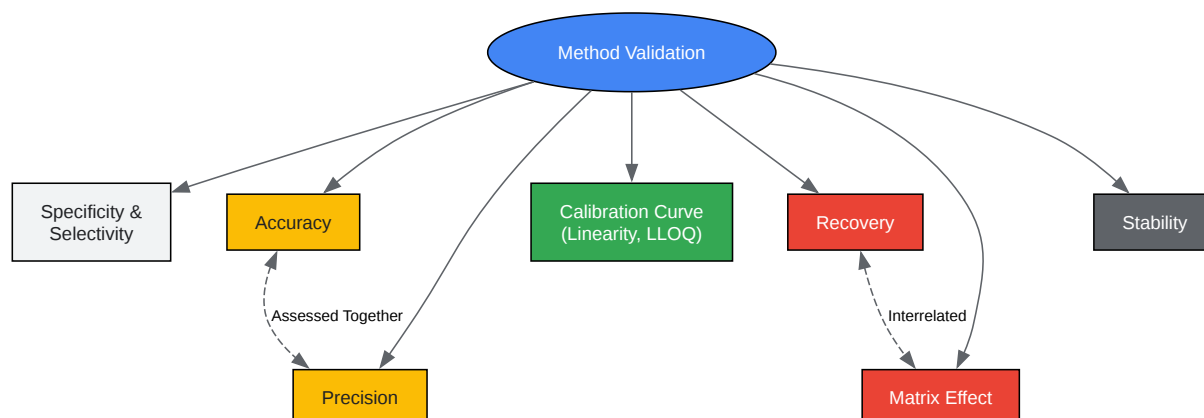 Method Validation
Specificity &
Selectivity
Accuracy
Calibration Curve
(Linearity, LLOQ)
Recovery
Stability
Assessed Together
Interrelated
Precision
Matrix Effect